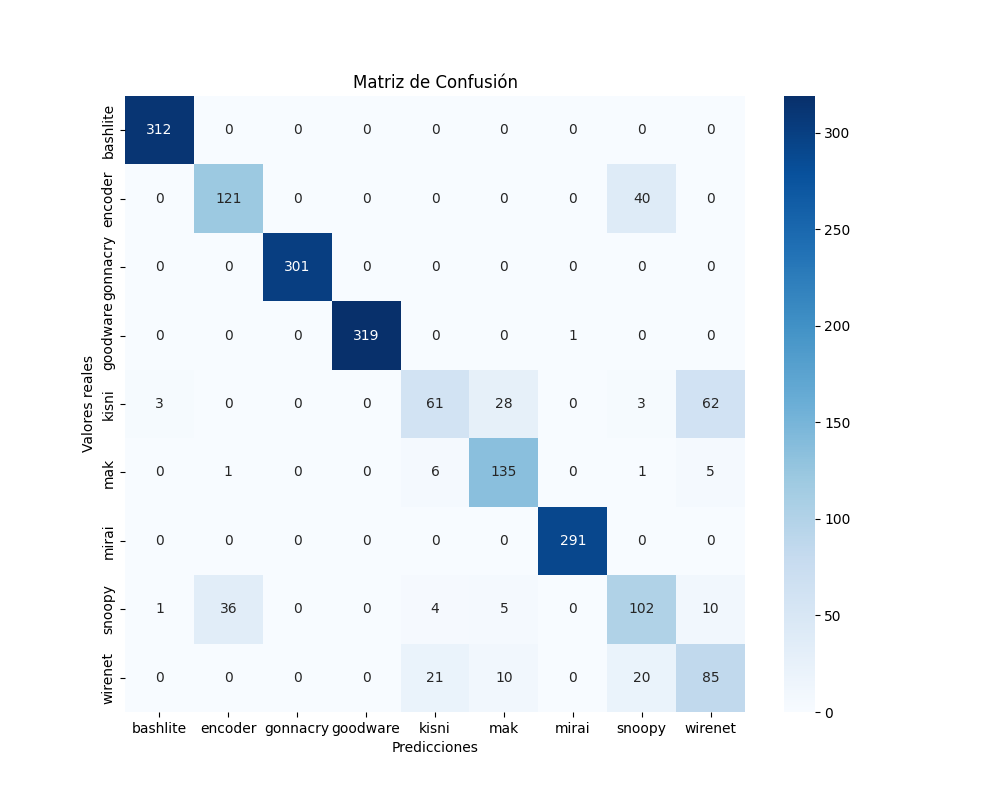 Matriz de Confusión
Valores reales
bashlite 312 0 0 0 0 0 0 0 0
encoder 0 121 0 0 0 0 0 40 0
gonnacry 0 0 301 0 0 0 0 0 0
goodware 0 0 0 319 0 0 1 0 0
kisni 3 0 0 0 61 28 0 3 62
mak 0 1 0 0 6 135 0 1 5
mirai 0 0 0 0 0 0 291 0 0
snoopy 1 36 0 0 4 5 0 102 10
wirenet 0 0 0 0 21 10 0 20 85
bashlite encoder gonnacry goodware kisni mak mirai snoopy wirenet
Predicciones
300
250
200
150
100
50
0